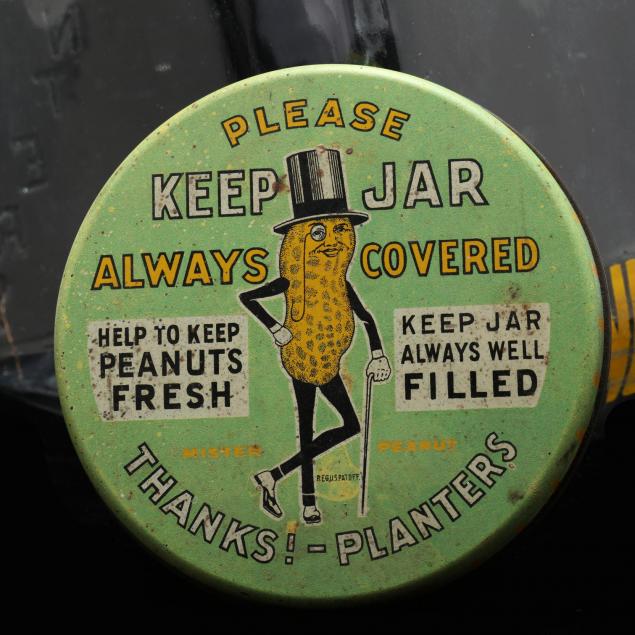 PLEASE
KEEP JAR
ALWAYS COVERED
HELP TO KEEP
PEANUTS
FRESH
KEEP JAR
ALWAYS WELL
FILLED
MISTER PEANUT
REG.U.S.PAT.OFF.
THANKS! - PLANTERS